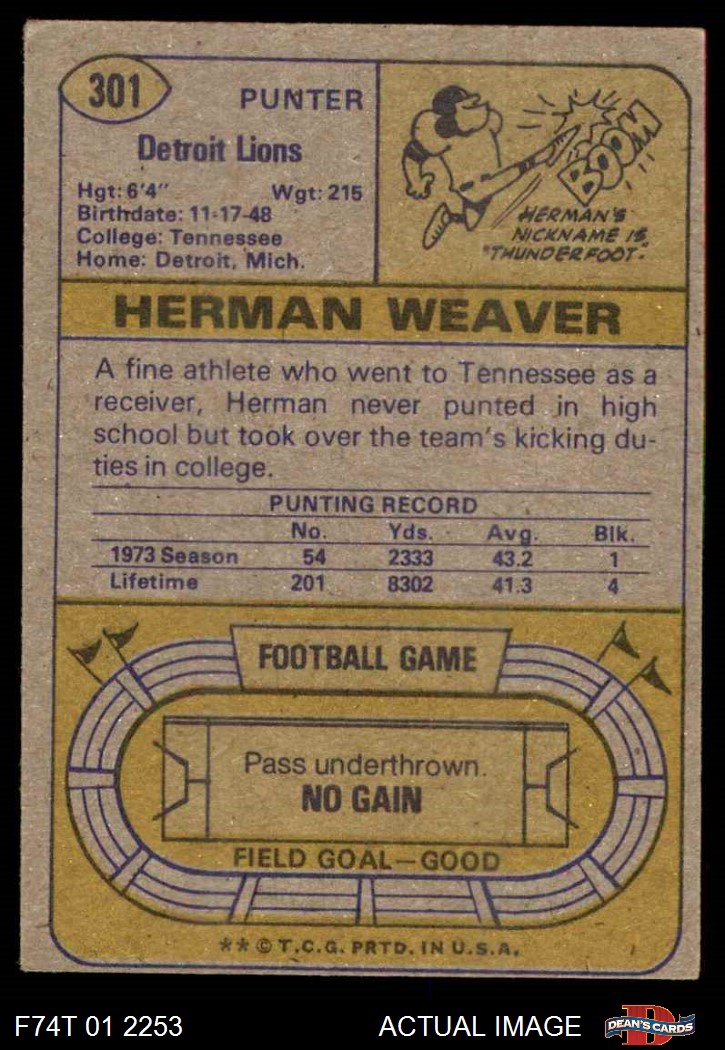 301
PUNTER
Detroit Lions
Hgt: 6'4" Wgt: 215
Birthdate: 11-17-48
College: Tennessee
Home: Detroit, Mich.
BOOM
HERMAN'S
NICKNAME IS
"THUNDERFOOT."
HERMAN WEAVER
A fine athlete who went to Tennessee as a
receiver, Herman never punted in high
school but took over the team's kicking du-
ties in college.
PUNTING RECORD
No. Yds. Avg. Blk.
1973 Season 54 2333 43.2 1
Lifetime 201 8302 41.3 4
FOOTBALL GAME
Pass underthrown.
NO GAIN
FIELD GOAL—GOOD
** © T.C.G. PRTD. IN U.S.A.
F74T 01 2253 ACTUAL IMAGE
DEAN'S CARDS